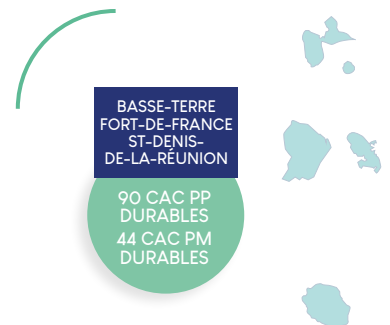 BASSE-TERRE
FORT-DE-FRANCE
ST-DENIS-
DE-LA-RÉUNION
90 CAC PP
DURABLES
44 CAC PM
DURABLES